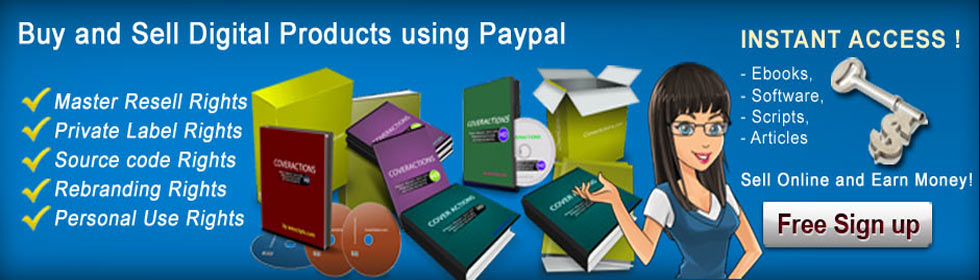 Buy and Sell Digital Products using Paypal
Master Resell Rights
Private Label Rights
Source code Rights
Rebranding Rights
Personal Use Rights
COVERACTIONS
COVERACTIONS
COVERACTIONS
COVER ACTIONS
COVER ACTIONS
INSTANT ACCESS !
- Ebooks,
- Software,
- Scripts,
- Articles
Sell Online and Earn Money!
Free Sign up